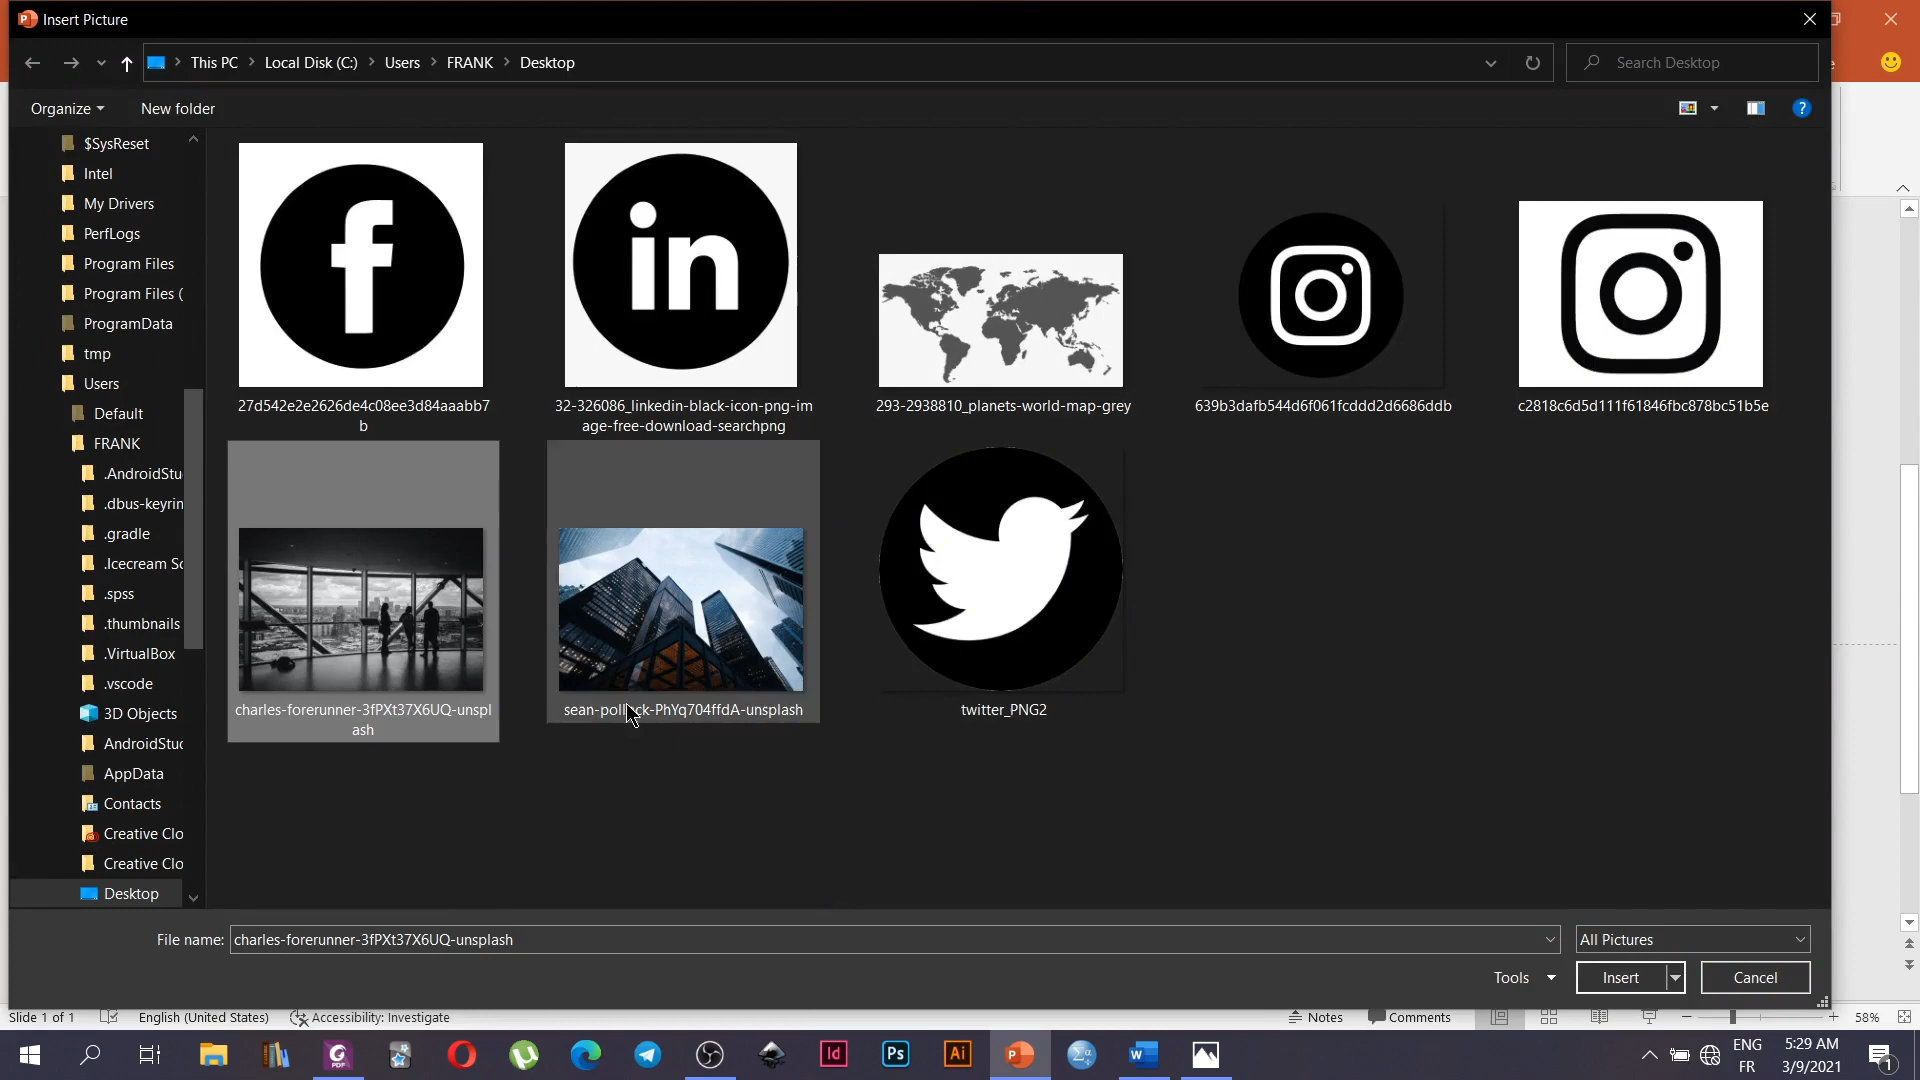 Insert Picture
This PC > Local Disk (C:) > Users > FRANK > Desktop
Search Desktop
Organize
New folder
$SysReset
Intel
My Drivers
PerfLogs
Program Files
Program Files (
ProgramData
tmp
Users
Default
FRANK
.AndroidStu
.dbus-keyrin
.gradle
.Icecream Sc
.spss
.thumbnails
.VirtualBox
.vscode
3D Objects
AndroidStud
AppData
Contacts
Creative Clo
Creative Clo
Desktop
27d542e2e2626de4c08ee3d84aaabb7
b
32-326086_linkedin-black-icon-png-im
age-free-download-searchpng
293-2938810_planets-world-map-grey
639b3dafb544d6f061fcddd2d6686ddb
c2818c6d5d111f61846fbc878bc51b5e
charles-forerunner-3fPXt37X6UQ-unspl
ash
sean-pollock-PhYq704ffdA-unsplash
twitter_PNG2
File name: charles-forerunner-3fPXt37X6UQ-unsplash
All Pictures
Tools
Insert
Cancel
Slide 1 of 1
English (United States)
Accessibility: Investigate
Notes
Comments
58%
ENG
FR
5:29 AM
3/9/2021
1